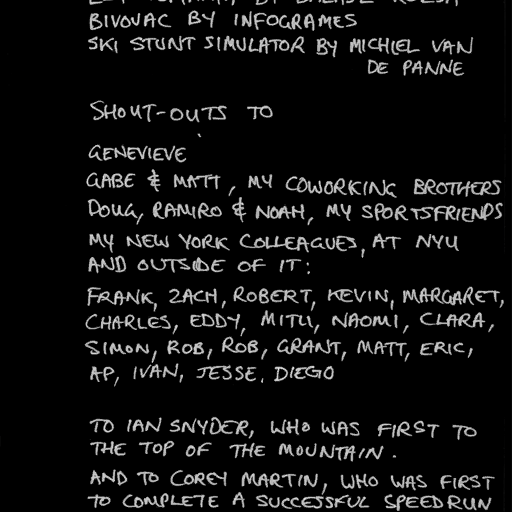 BIVOUAC BY INFOGRAMES
SKI STUNT SIMULATOR BY MICHIEL VAN
DE PANNE
SHOUT-OUTS TO
GENEVIEVE
GABE & MATT, MY COWORKING BROTHERS
DOUG, RAMIRO & NOAH, MY SPORTSFRIENDS
MY NEW YORK COLLEAGUES, AT NYU
AND OUTSIDE OF IT:
FRANK, ZACH, ROBERT, KEVIN, MARGARET,
CHARLES, EDDY, MITU, NAOMI, CLARA,
SIMON, ROB, ROB, GRANT, MATT, ERIC,
AP, IVAN, JESSE, DIEGO
TO IAN SNYDER, WHO WAS FIRST TO
THE TOP OF THE MOUNTAIN.
AND TO COREY MARTIN, WHO WAS FIRST
TO COMPLETE A SUCCESSFUL SPEEDRUN